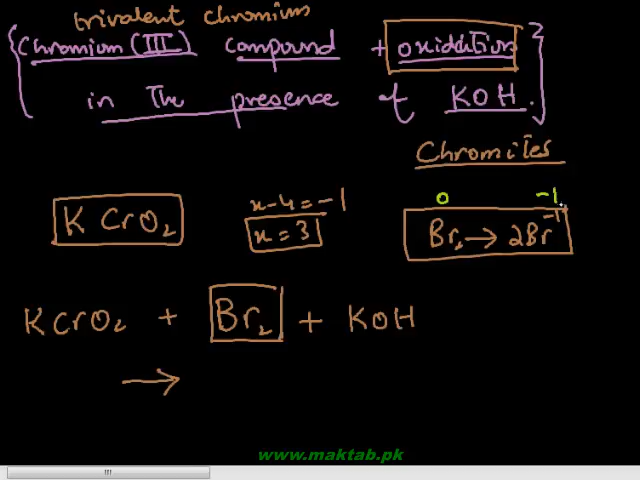 trivalent chromium
Chromium (III) compound + oxidation
in The presence of KOH.
Chromites
K CrO₂
x-4=-1
x=3
0 -1
Br₂ → 2Br⁻¹
KCrO₂ + Br₂ + KOH
→
www.maktab.pk